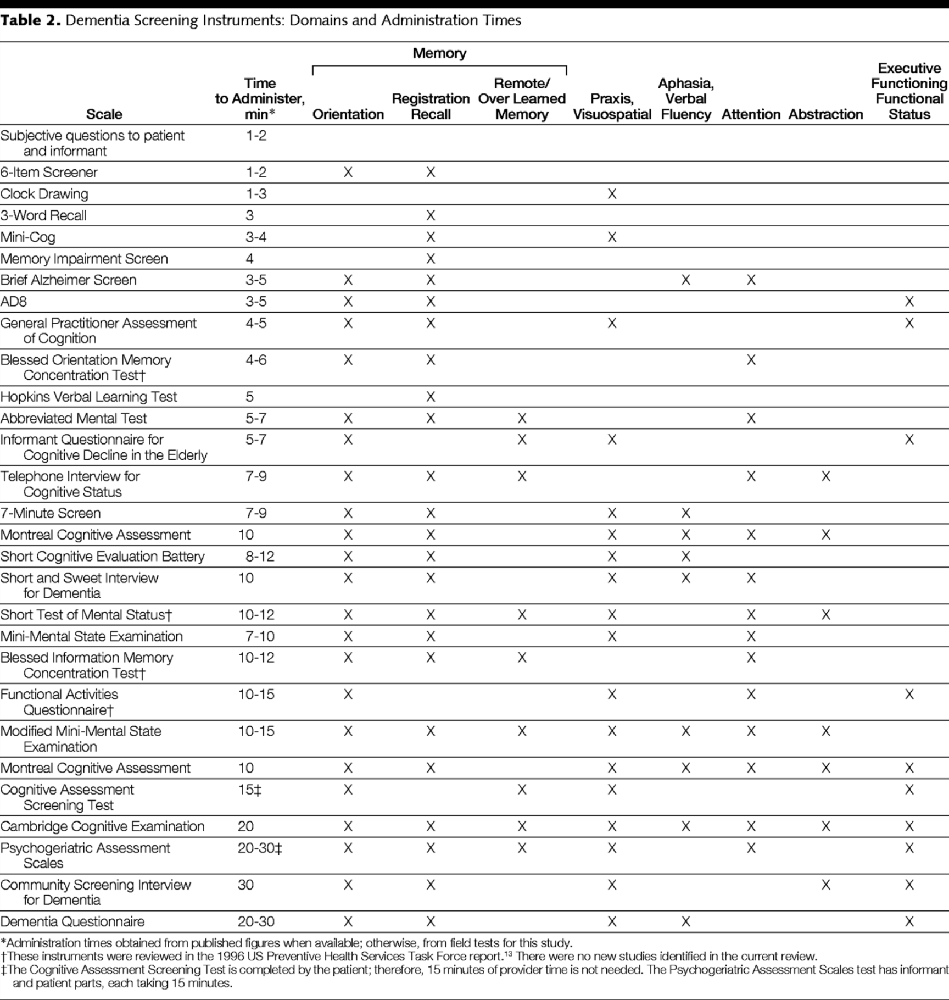 Table 2. Dementia Screening Instruments: Domains and Administration Times
Memory
Executive
Time Remote/ Aphasia, Functioning
to Administer, Registration Over Learned Praxis, Verbal Functional
Scale min* Orientation Recall Memory Visuospatial Fluency Attention Abstraction Status
Subjective questions to patient 1-2
and informant
6-Item Screener 1-2 X X
Clock Drawing 1-3 X
3-Word Recall 3 X
Mini-Cog 3-4 X X
Memory Impairment Screen 4 X
Brief Alzheimer Screen 3-5 X X X X
AD8 3-5 X X X
General Practitioner Assessment 4-5 X X X X
of Cognition
Blessed Orientation Memory 4-6 X X X
Concentration Test†
Hopkins Verbal Learning Test 5 X
Abbreviated Mental Test 5-7 X X X X
Informant Questionnaire for 5-7 X X X X
Cognitive Decline in the Elderly
Telephone Interview for 7-9 X X X X X
Cognitive Status
7-Minute Screen 7-9 X X X X
Montreal Cognitive Assessment 10 X X X X X X
Short Cognitive Evaluation Battery 8-12 X X X X
Short and Sweet Interview 10 X X X X X
for Dementia
Short Test of Mental Status† 10-12 X X X X X X
Mini-Mental State Examination 7-10 X X X X
Blessed Information Memory 10-12 X X X X
Concentration Test†
Functional Activities 10-15 X X X X
Questionnaire†
Modified Mini-Mental State 10-15 X X X X X X X
Examination
Montreal Cognitive Assessment 10 X X X X X X X
Cognitive Assessment 15‡ X X X X
Screening Test
Cambridge Cognitive Examination 20 X X X X X X X X
Psychogeriatric Assessment 20-30‡ X X X X X X
Scales
Community Screening Interview 30 X X X X X
for Dementia
Dementia Questionnaire 20-30 X X X X X
*Administration times obtained from published figures when available; otherwise, from field tests for this study.
†These instruments were reviewed in the 1996 US Preventive Health Services Task Force report.13 There were no new studies identified in the current review.
‡The Cognitive Assessment Screening Test is completed by the patient; therefore, 15 minutes of provider time is not needed. The Psychogeriatric Assessment Scales test has informant
and patient parts, each taking 15 minutes.